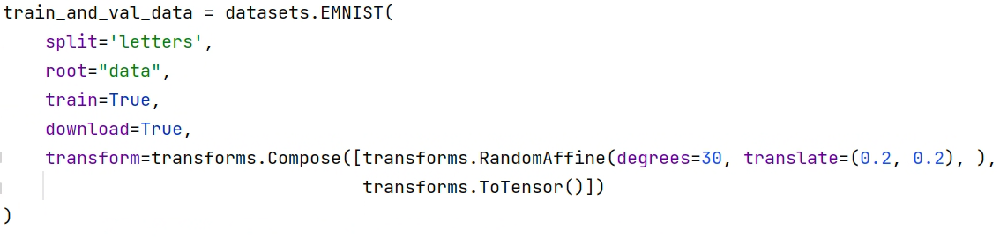 train_and_val_data = datasets.EMNIST(
    split='letters',
    root="data",
    train=True,
    download=True,
    transform=transforms.Compose([transforms.RandomAffine(degrees=30, translate=(0.2, 0.2), ),
                                  transforms.ToTensor()])
)